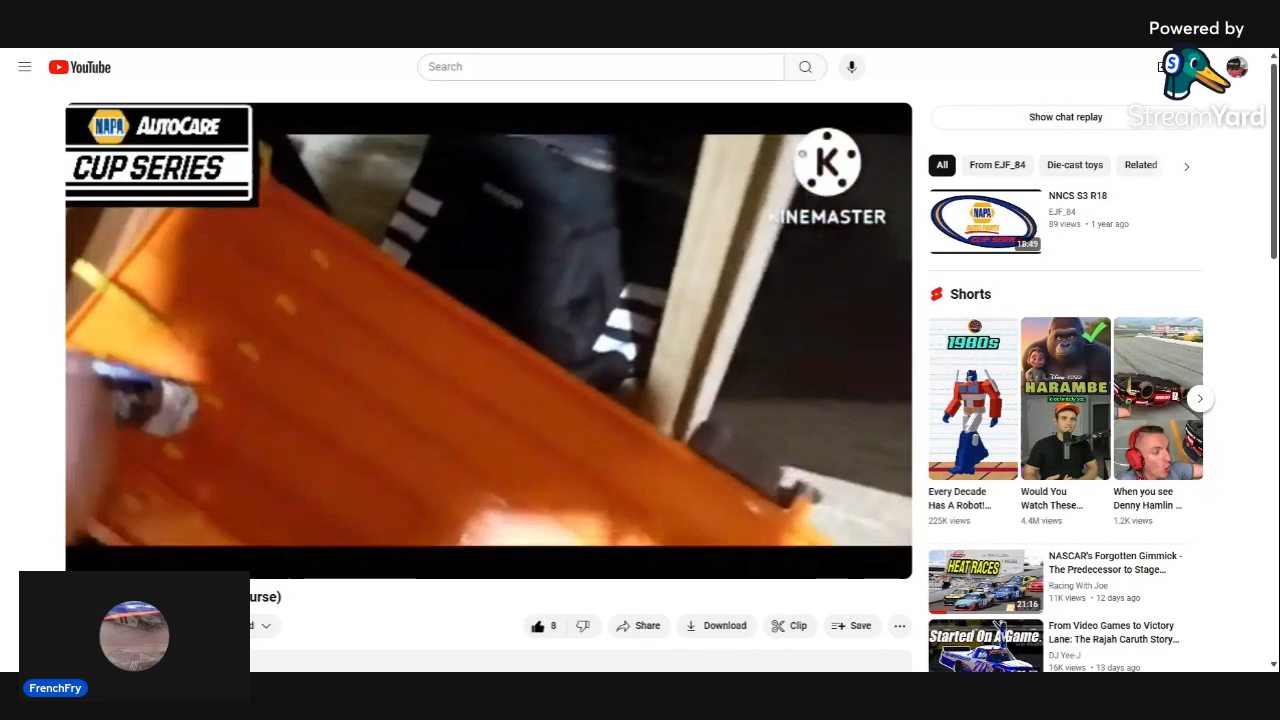 Powered by
StreamYard
YouTube
Search
NAPA AUTOCARE
CUP SERIES
K
KINEMASTER
Show chat replay
All
From EJF_84
Die-cast toys
Related
NAPA
AUTO PARTS
CUP SERIES
18:49
NNCS S3 R18
EJF_84
89 views • 1 year ago
Shorts
1980s
HARAMBE
Every Decade
Has A Robot!...
225K views
Would You
Watch These...
4.4M views
When you see
Denny Hamlin ...
1.2K views
HEAT RACES
21:16
NASCAR's Forgotten Gimmick -
The Predecessor to Stage...
Racing With Joe
11K views • 12 days ago
Started On A Game.
From Video Games to Victory
Lane: The Rajah Caruth Story...
DJ Yee-J
16K views • 13 days ago
urse)
8
Share
Download
Clip
Save
FrenchFry